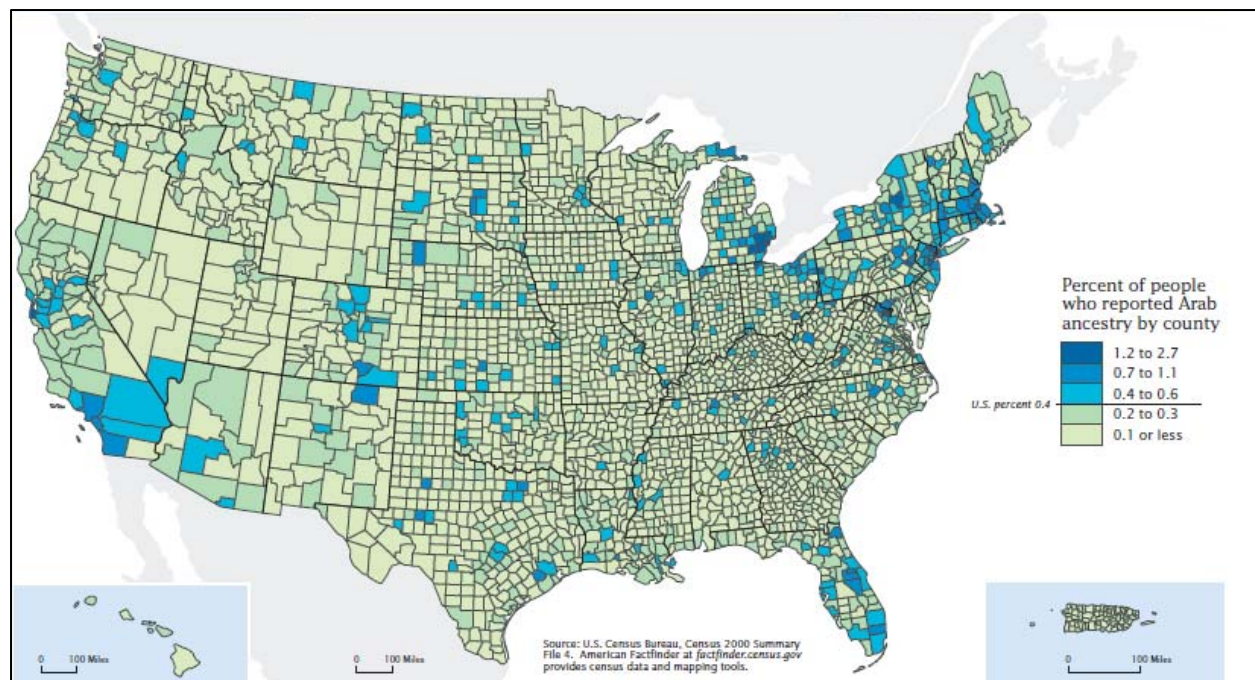 Percent of people
who reported Arab
ancestry by county
1.2 to 2.7
0.7 to 1.1
0.4 to 0.6
U.S. percent 0.4
0.2 to 0.3
0.1 or less
Source: U.S. Census Bureau, Census 2000 Summary
File 4. American Factfinder at factfinder.census.gov
provides census data and mapping tools.
0 100 Miles
0 100 Miles
0 100 Miles